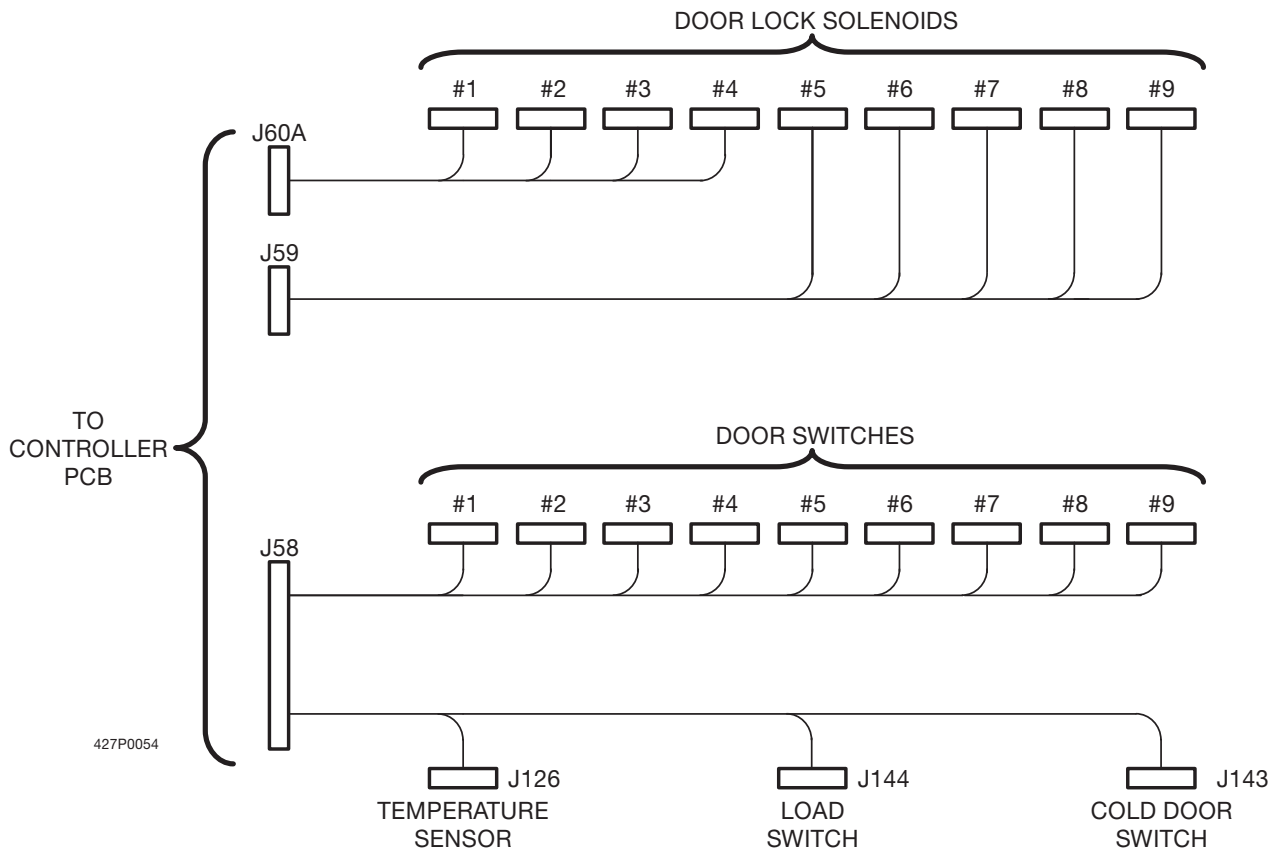 DOOR LOCK SOLENOIDS
#1 #2 #3 #4 #5 #6 #7 #8 #9
J60A
J59
TO
CONTROLLER
PCB
DOOR SWITCHES
#1 #2 #3 #4 #5 #6 #7 #8 #9
J58
427P0054
J126
TEMPERATURE
SENSOR
J144
LOAD
SWITCH
J143
COLD DOOR
SWITCH